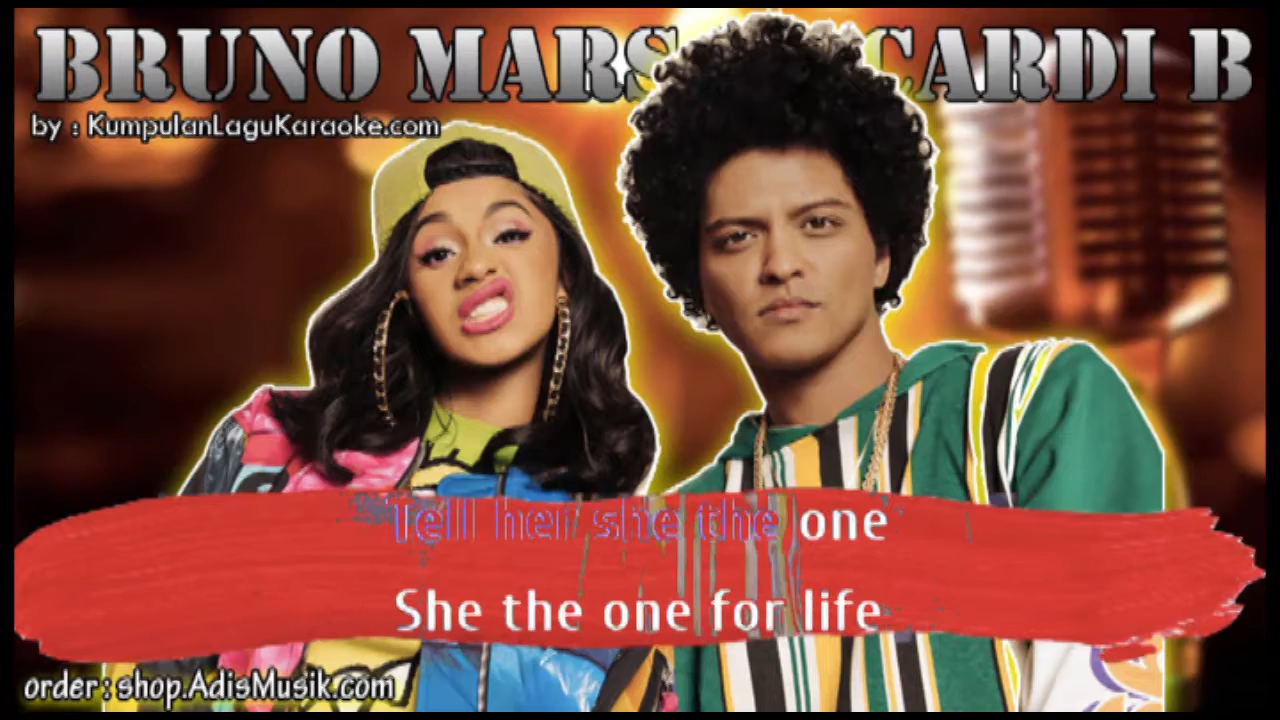 BRUNO MARS CARDI B
by : KumpulanLaguKaraoke.com
Tell her she the one
She the one for life
order : shop.AdisMusik.com